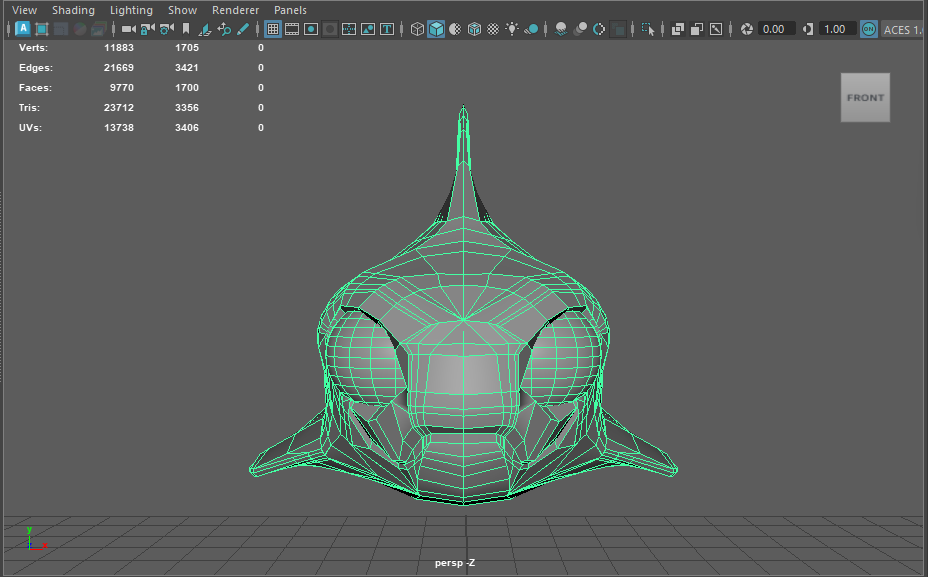 View Shading Lighting Show Renderer Panels
A T 0.00 1.00 ON ACES 1.
Verts: 11883 1705 0
Edges: 21669 3421 0
Faces: 9770 1700 0
Tris: 23712 3356 0
UVs: 13738 3406 0
FRONT
y
z x
persp -Z